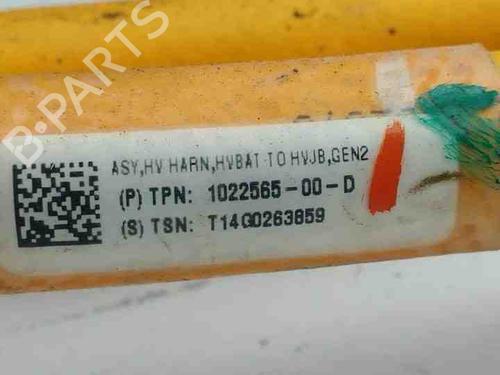 B-PARTS
ASY,HV HARN,HVBAT TO HVJB,GEN2
(P) TPN: 1022565-00-D
(S) TSN: T14G0263859